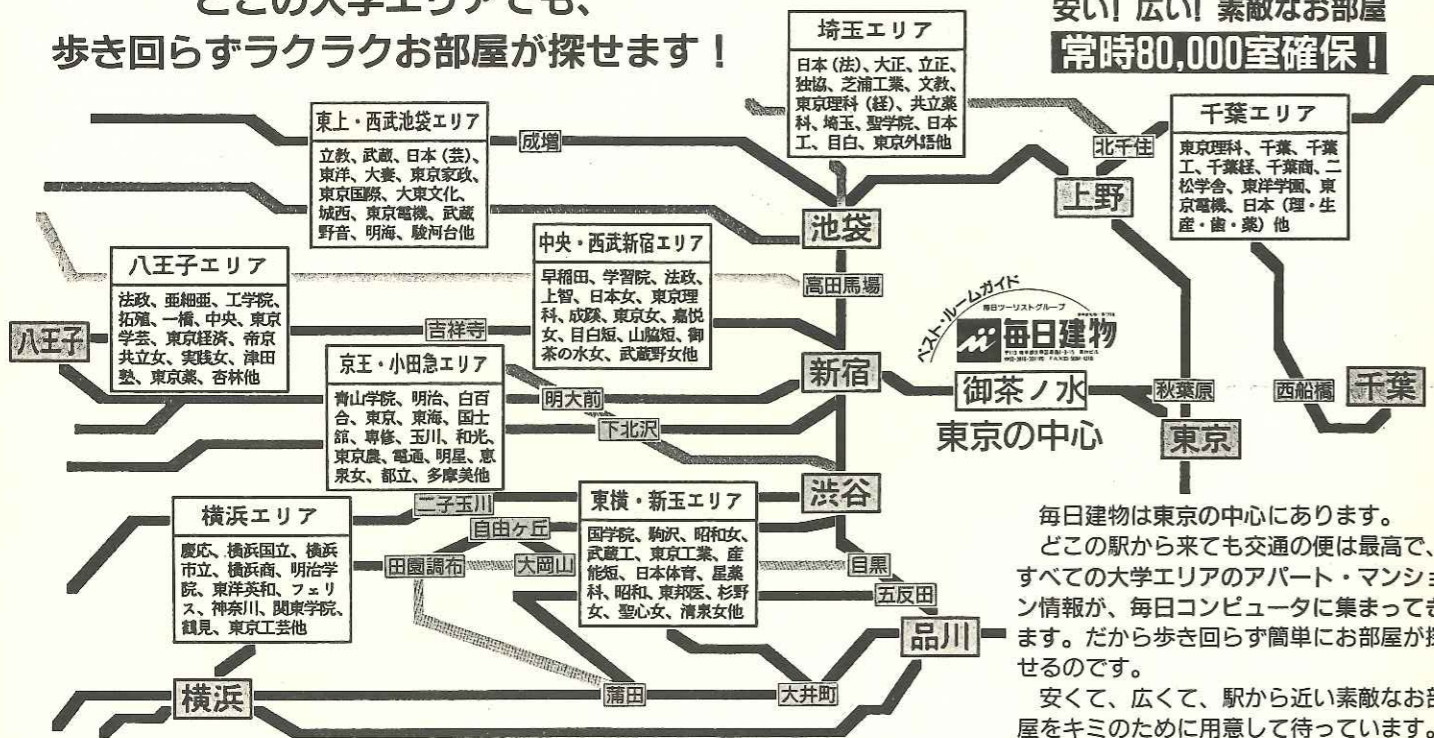 どこの大学エリアでも、
歩き回らずラクラクお部屋が探せます！
安い！広い！素敵なお部屋
常時80,000室確保！
埼玉エリア
日本（法）、大正、立正、
独協、芝浦工業、文教、
東京理科（経）、共立薬
科、埼玉、聖学院、日本
工、目白、東京外語他
千葉エリア
東京理科、千葉、千葉
工、千葉経、千葉商、二
松学舎、東洋学園、東
京電機、日本（理・生
産・歯・薬）他
東上・西武池袋エリア
立教、武蔵、日本（芸）、
東洋、大妻、東京家政、
東京国際、大東文化、
城西、東京電機、武蔵
野音、明海、駿河台他
成増
北千住
上野
池袋
中央・西武新宿エリア
早稲田、学習院、法政、
上智、日本女、東京理
科、成蹊、東京女、嘉悦
女、目白短、山脇短、御
茶の水女、武蔵野女他
高田馬場
八王子エリア
法政、亜細亜、工学院、
拓殖、一橋、中央、東京
学芸、東京経済、帝京
共立女、実践女、津田
塾、東京薬、杏林他
八王子
吉祥寺
ベスト・ルームガイド
毎日ツーリストグループ
毎日建物
京王・小田急エリア
青山学院、明治、白百
合、東京、東海、国士
館、専修、玉川、和光、
東京農、電通、明星、恵
泉女、都立、多摩美他
明大前
下北沢
新宿
御茶ノ水
東京の中心
秋葉原
東京
西船橋
千葉
渋谷
二子玉川
自由ヶ丘
田園調布
大岡山
横浜エリア
慶応、横浜国立、横浜
市立、横浜商、明治学
院、東洋英和、フェリ
ス、神奈川、関東学院、
鶴見、東京工芸他
東横・新玉エリア
国学院、駒沢、昭和女、
武蔵工、東京工業、産
能短、日本体育、星薬
科、昭和、東邦医、杉野
女、聖心女、清泉女他
目黒
五反田
品川
横浜
蒲田
大井町
毎日建物は東京の中心にあります。
どこの駅から来ても交通の便は最高で、
すべての大学エリアのアパート・マンショ
ン情報が、毎日コンピュータに集まってき
ます。だから歩き回らず簡単にお部屋が探
せるのです。
安くて、広くて、駅から近い素敵なお部
屋をキミのために用意して待っています。